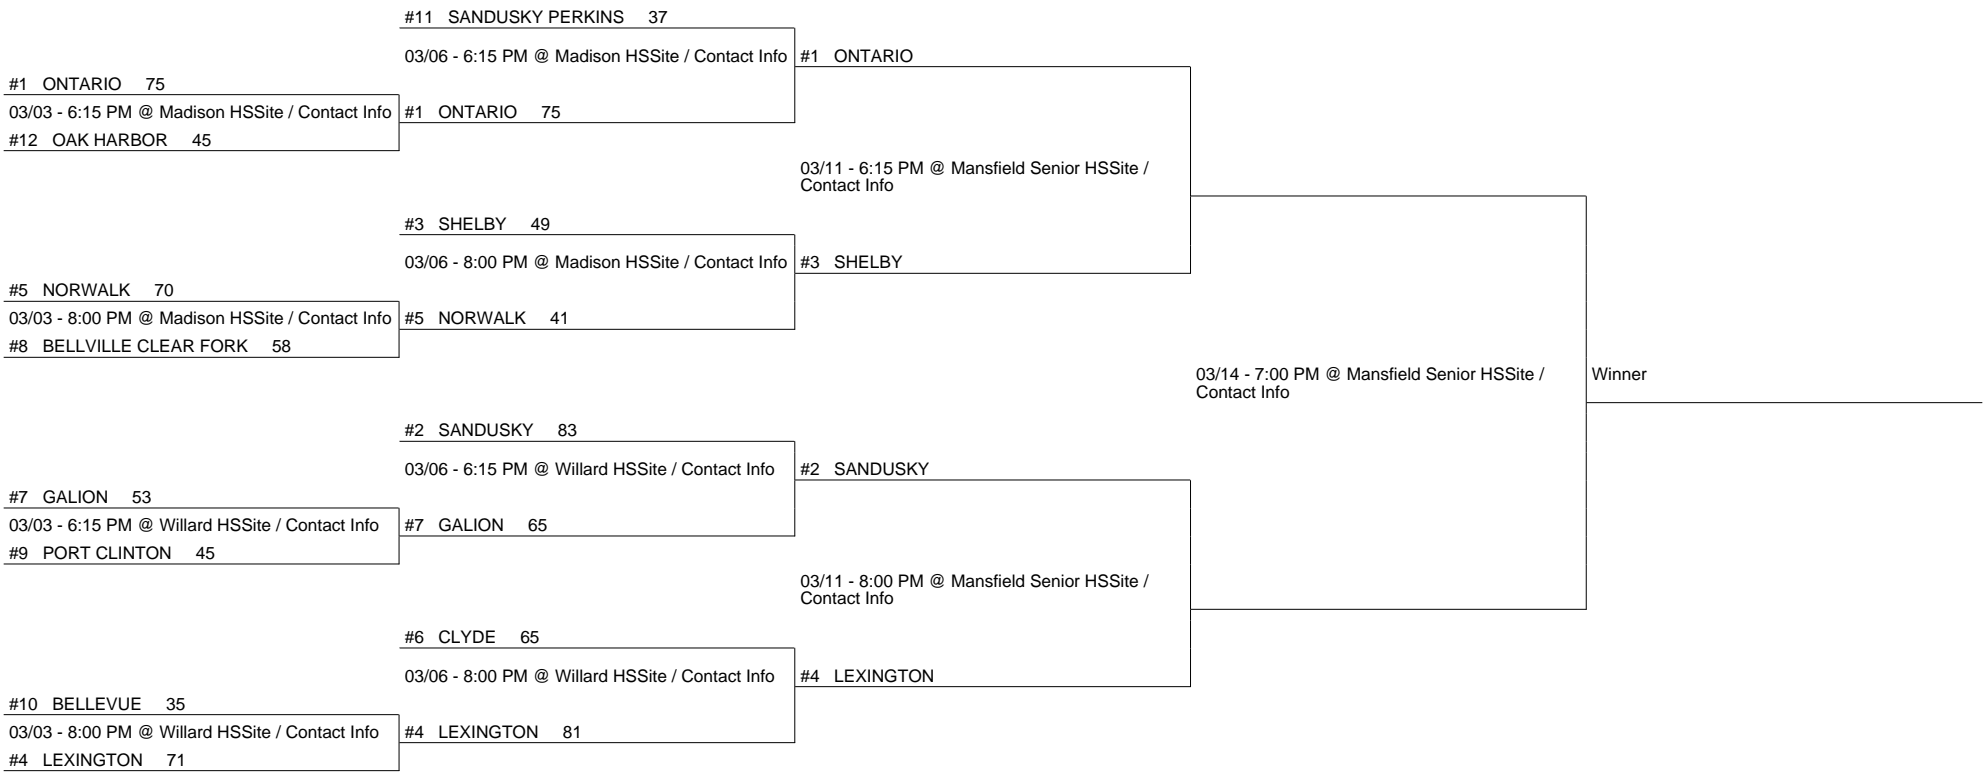 #11 SANDUSKY PERKINS 37
03/06 - 6:15 PM @ Madison HSSite / Contact Info
#1 ONTARIO
#1 ONTARIO 75
03/03 - 6:15 PM @ Madison HSSite / Contact Info
#1 ONTARIO 75
#12 OAK HARBOR 45
03/11 - 6:15 PM @ Mansfield Senior HSSite /
Contact Info
#3 SHELBY 49
03/06 - 8:00 PM @ Madison HSSite / Contact Info
#3 SHELBY
#5 NORWALK 70
03/03 - 8:00 PM @ Madison HSSite / Contact Info
#5 NORWALK 41
#8 BELLVILLE CLEAR FORK 58
03/14 - 7:00 PM @ Mansfield Senior HSSite /
Contact Info
Winner
#2 SANDUSKY 83
03/06 - 6:15 PM @ Willard HSSite / Contact Info
#2 SANDUSKY
#7 GALION 53
03/03 - 6:15 PM @ Willard HSSite / Contact Info
#7 GALION 65
#9 PORT CLINTON 45
03/11 - 8:00 PM @ Mansfield Senior HSSite /
Contact Info
#6 CLYDE 65
03/06 - 8:00 PM @ Willard HSSite / Contact Info
#4 LEXINGTON
#10 BELLEVUE 35
03/03 - 8:00 PM @ Willard HSSite / Contact Info
#4 LEXINGTON 81
#4 LEXINGTON 71